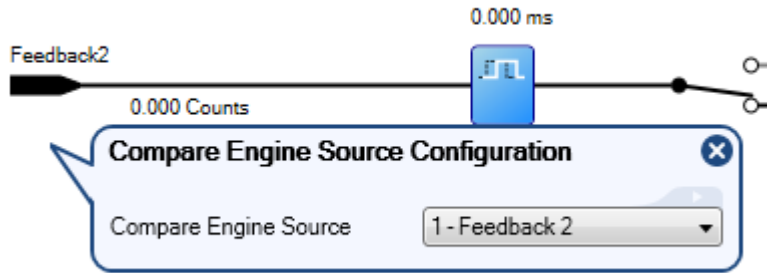 0.000 ms
Feedback2
0.000 Counts
Compare Engine Source Configuration
Compare Engine Source
1 - Feedback 2